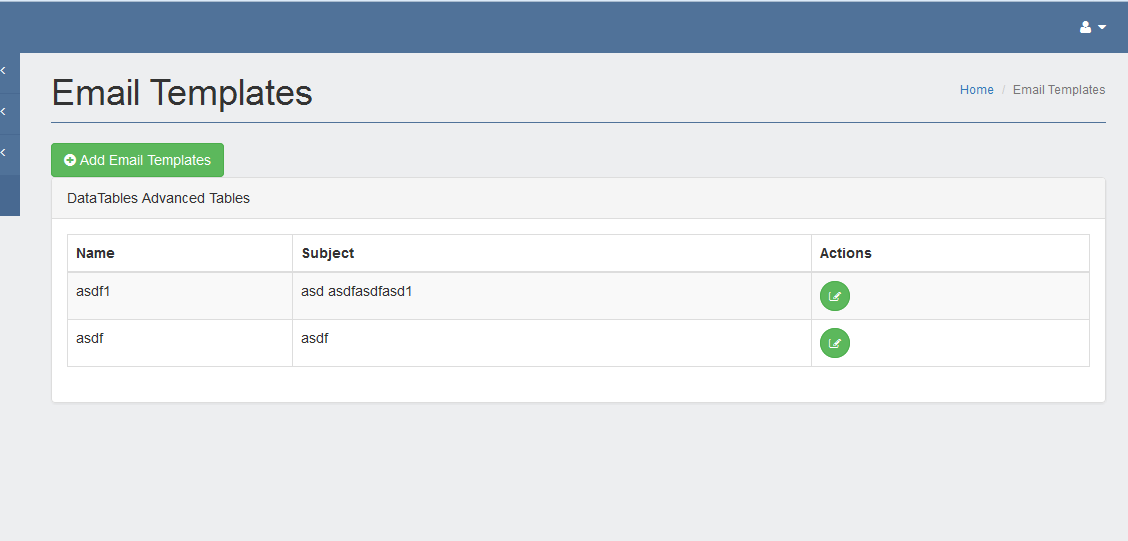 Email Templates
Home / Email Templates
Add Email Templates
DataTables Advanced Tables
Name Subject Actions
asdf1 asd asdfasdfasd1
asdf asdf